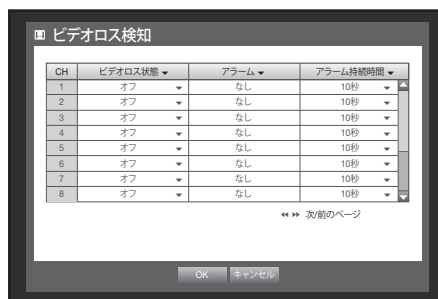 ビデオロス検知
CH ビデオロス状態 アラーム アラーム持続時間
1 オフ なし 10秒
2 オフ なし 10秒
3 オフ なし 10秒
4 オフ なし 10秒
5 オフ なし 10秒
6 オフ なし 10秒
7 オフ なし 10秒
8 オフ なし 10秒
次/前のページ
OK キャンセル